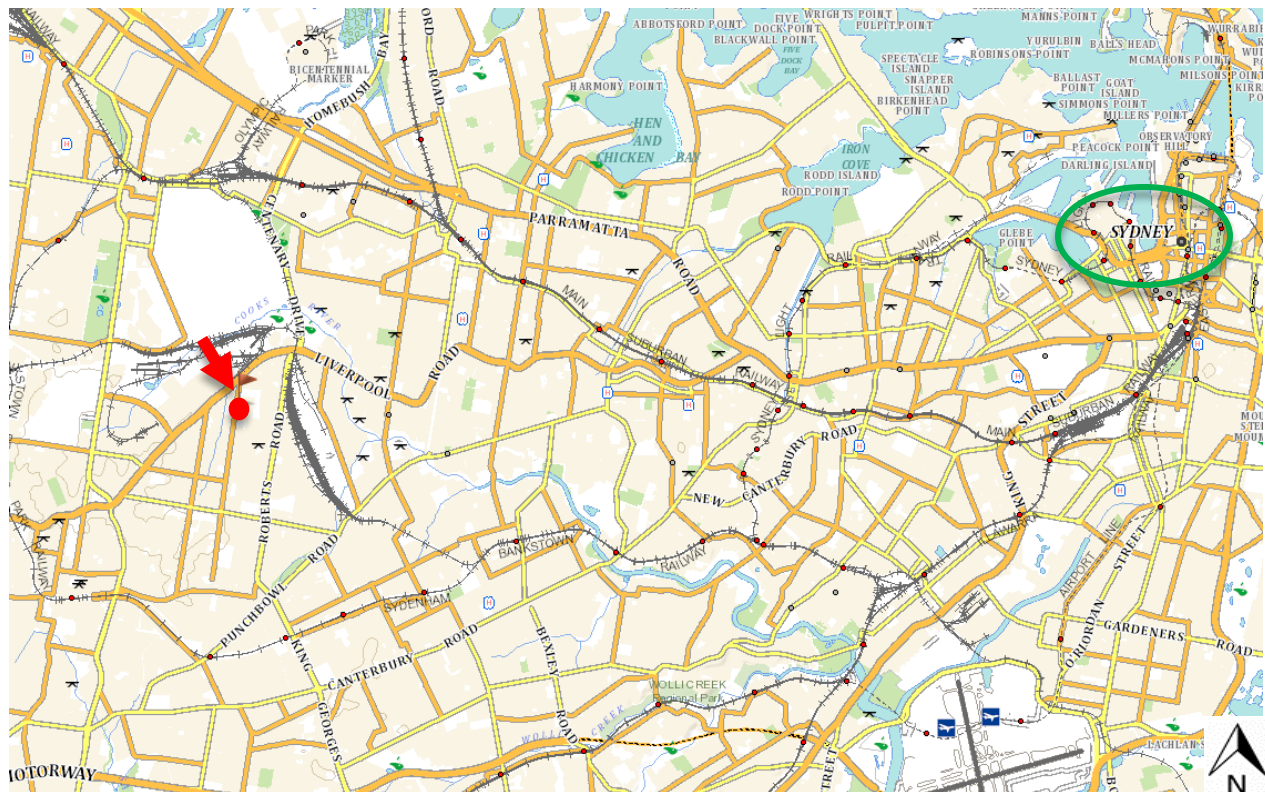 RAILWAY
PARK
BICENTENNIAL
MARKER
BAY
ROAD
HOMEBUSH
FORD
ABBOTSFORD POINT
FIVE
DOCK POINT
BLACKWALL POINT
FIVE
DOCK
BAY
WRIGHTS POINT
PULPIT POINT
MANNS POINT
SPECTACLE
ISLAND
SNAPPER
ISLAND
BIRKENHEAD
POINT
YURULBIN
ROBINSONS POINT
BALLS HEAD
MCMAHONS POINT
MILSONS POINT
BALLAST
POINT
GOAT
ISLAND
SIMMONS POINT
MILLERS POINT
OBSERVATORY
HILL
PEACOCK POINT
DARLING ISLAND
HARMONY POINT
HEN
AND
CHICKEN BAY
IRON
COVE
RODD ISLAND
RODD POINT
CENTENARY
DRIVE
PARRAMATTA
ROAD
GLEBE
POINT
SYDNEY
SYDNEY
LIGHT
RAIL
COOKS
RIVER
LIVERPOOL
ROAD
MAIN
SUBURBAN
RAILWAY
SYDNEY
STREET
MAIN
SUBURBAN
RAILWAY
ROBERTS
ROAD
NEW
CANTERBURY
ROAD
KING
ILLAWARRA
AIRPORT
LINE
STREET
O'RIORDAN
GARDENERS
ROAD
BANKSTOWN
RAILWAY
SYDENHAM
PUNCHBOWL
ROAD
PARK
RAILWAY
KING
GEORGES
CANTERBURY
ROAD
BEXLEY
ROAD
WOLLI CREEK
Regional Park
WOLLI
CREEK
MOTORWAY
LACHLAN
N